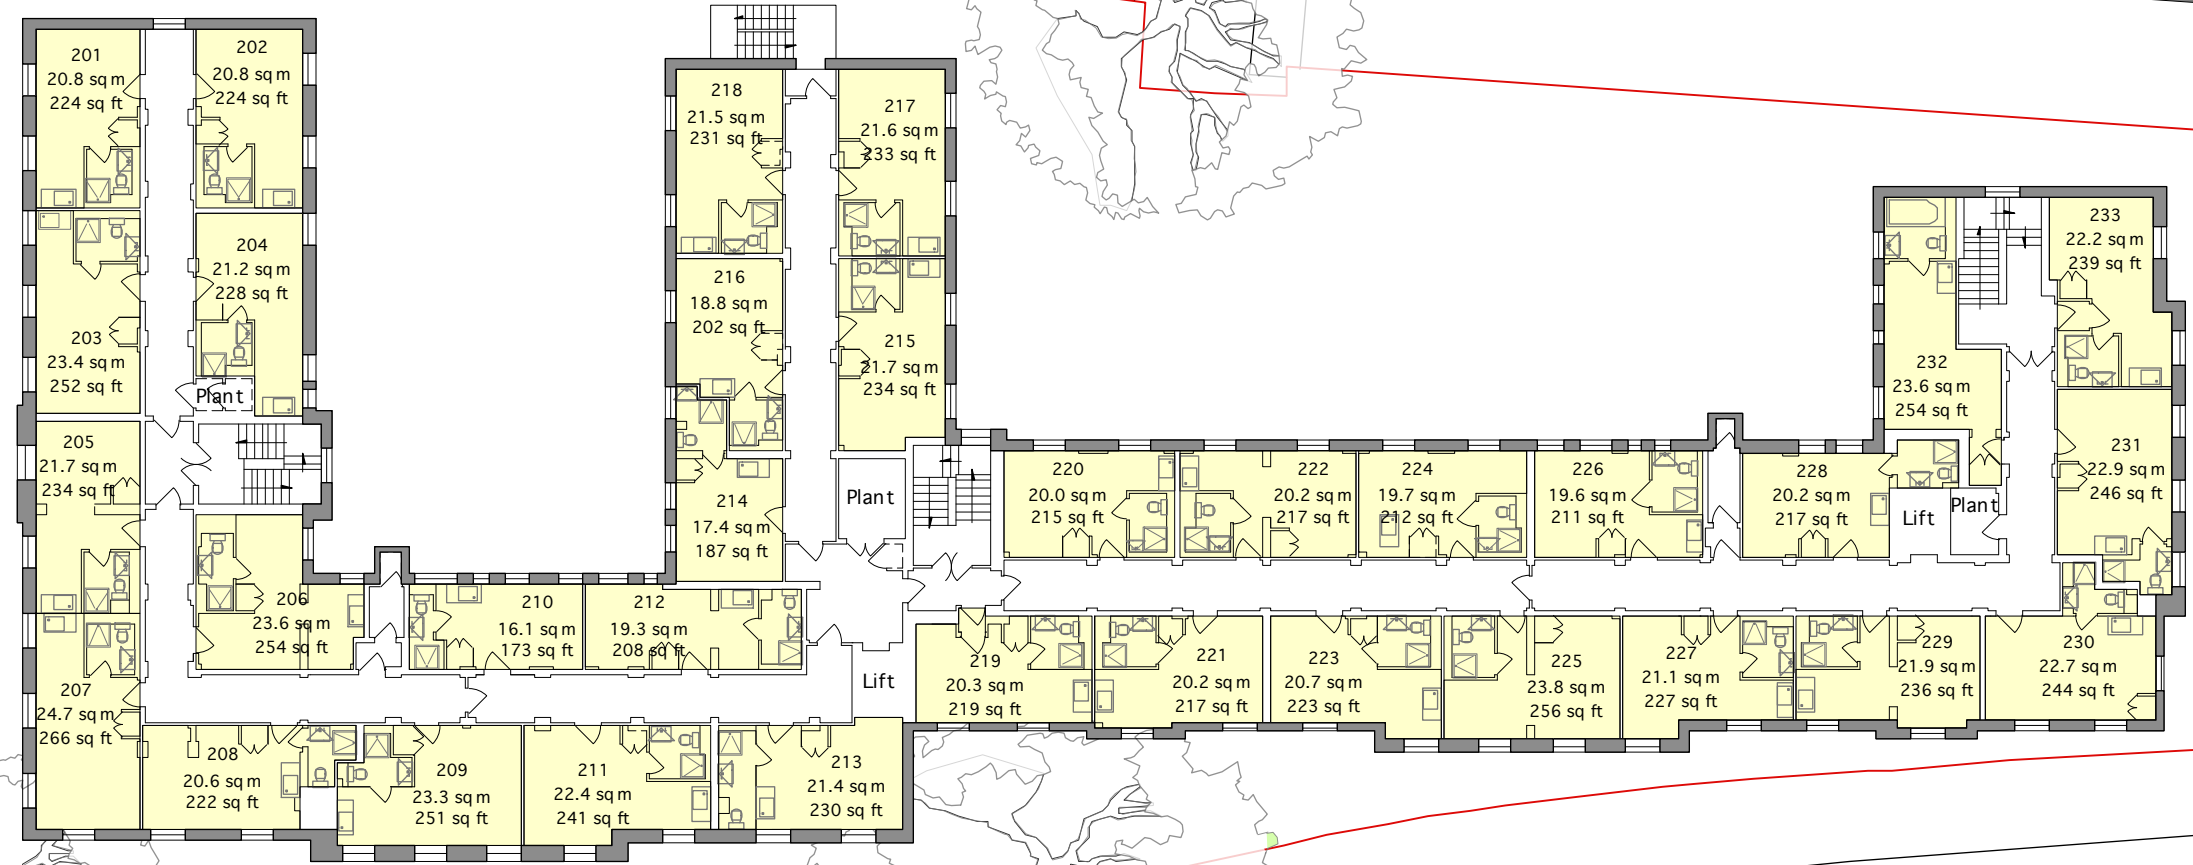 201
20.8 sq m
224 sq ft
202
20.8 sq m
224 sq ft
203
23.4 sq m
252 sq ft
204
21.2 sq m
228 sq ft
Plant
205
21.7 sq m
234 sq ft
206
23.6 sq m
254 sq ft
207
24.7 sq m
266 sq ft
208
20.6 sq m
222 sq ft
209
23.3 sq m
251 sq ft
210
16.1 sq m
173 sq ft
211
22.4 sq m
241 sq ft
212
19.3 sq m
208 sq ft
213
21.4 sq m
230 sq ft
Lift
214
17.4 sq m
187 sq ft
Plant
215
21.7 sq m
234 sq ft
216
18.8 sq m
202 sq ft
217
21.6 sq m
233 sq ft
218
21.5 sq m
231 sq ft
219
20.3 sq m
219 sq ft
220
20.0 sq m
215 sq ft
221
20.2 sq m
217 sq ft
222
20.2 sq m
217 sq ft
223
20.7 sq m
223 sq ft
224
19.7 sq m
212 sq ft
225
23.8 sq m
256 sq ft
226
19.6 sq m
211 sq ft
227
21.1 sq m
227 sq ft
228
20.2 sq m
217 sq ft
Lift
Plant
229
21.9 sq m
236 sq ft
230
22.7 sq m
244 sq ft
231
22.9 sq m
246 sq ft
232
23.6 sq m
254 sq ft
233
22.2 sq m
239 sq ft